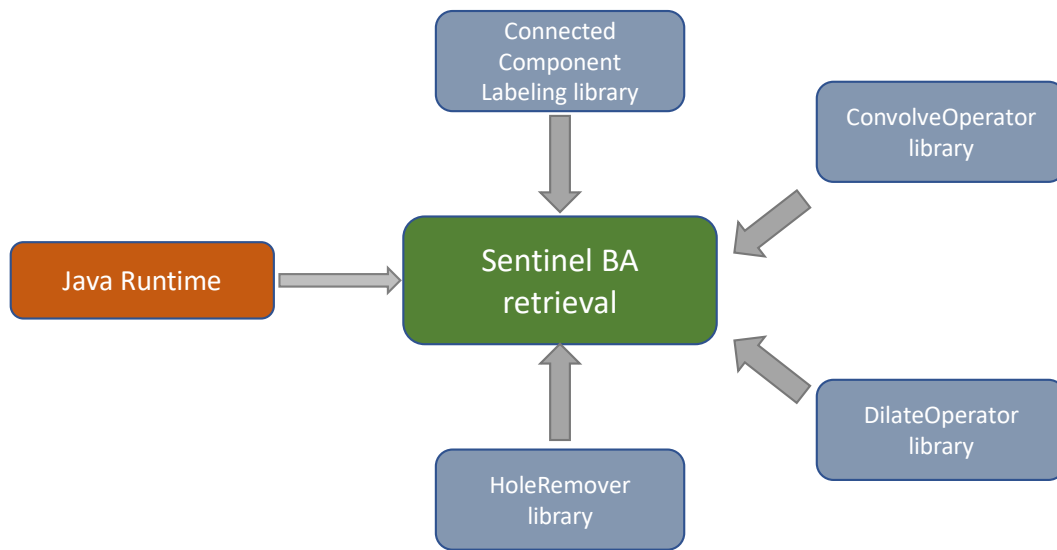 Connected
Component
Labeling library
ConvolveOperator
library
Java Runtime
Sentinel BA
retrieval
DilateOperator
library
HoleRemover
library